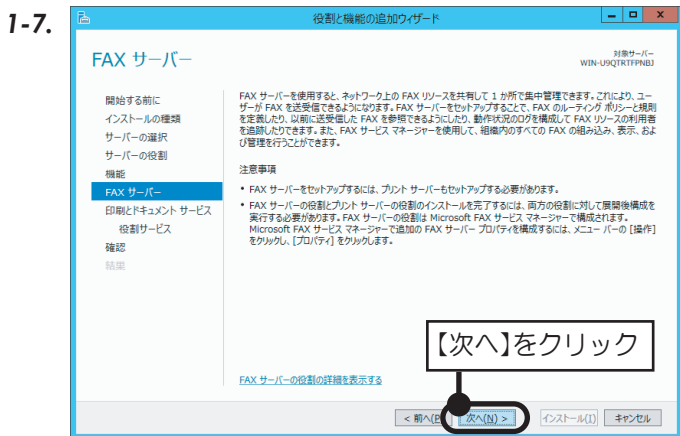 1-7.
役割と機能の追加ウィザード
FAX サーバー
対象サーバー
WIN-U9QTRTFPNBJ
開始する前に
インストールの種類
サーバーの選択
サーバーの役割
機能
FAX サーバー
印刷とドキュメント サービス
役割サービス
確認
結果
FAX サーバーを使用すると、ネットワーク上の FAX リソースを共有して 1 か所で集中管理できます。これにより、ユー
ザーが FAX を送受信できるようになります。FAX サーバーをセットアップすることで、FAX のルーティング ポリシーと規則
を定義したり、以前に送受信した FAX を参照できるようにしたり、動作状況のログを構成して FAX リソースの利用者
を追跡したりできます。また、FAX サービス マネージャーを使用して、組織内のすべての FAX の組み込み、表示、およ
び管理を行うことができます。
注意事項
• FAX サーバーをセットアップするには、プリント サーバーもセットアップする必要があります。
• FAX サーバーの役割とプリント サーバーの役割のインストールを完了するには、両方の役割に対して展開後構成を
実行する必要があります。FAX サーバーの役割は Microsoft FAX サービス マネージャーで構成されます。
Microsoft FAX サービス マネージャーで追加の FAX サーバー プロパティを構成するには、メニュー バーの [操作]
をクリックし、[プロパティ] をクリックします。
【次へ】をクリック
FAX サーバーの役割の詳細を表示する
< 前へ(P
次へ(N) >
インストール(I)
キャンセル